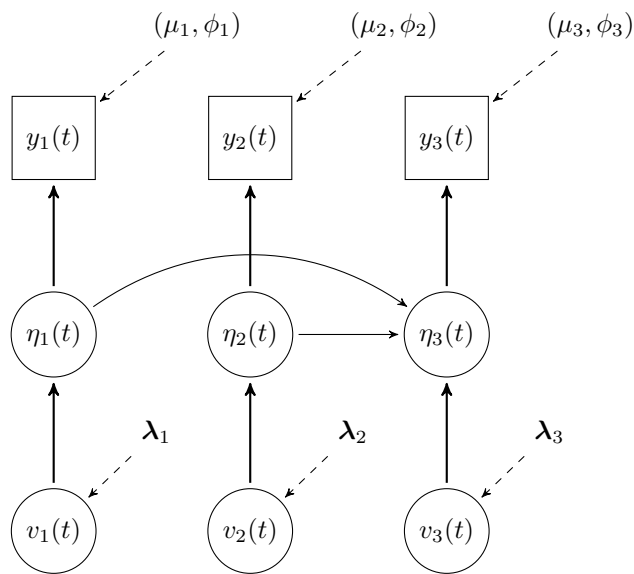 (μ₁, ϕ₁) (μ₂, ϕ₂) (μ₃, ϕ₃)
y₁(t) y₂(t) y₃(t)
η₁(t) η₂(t) η₃(t)
λ₁ λ₂ λ₃
v₁(t) v₂(t) v₃(t)